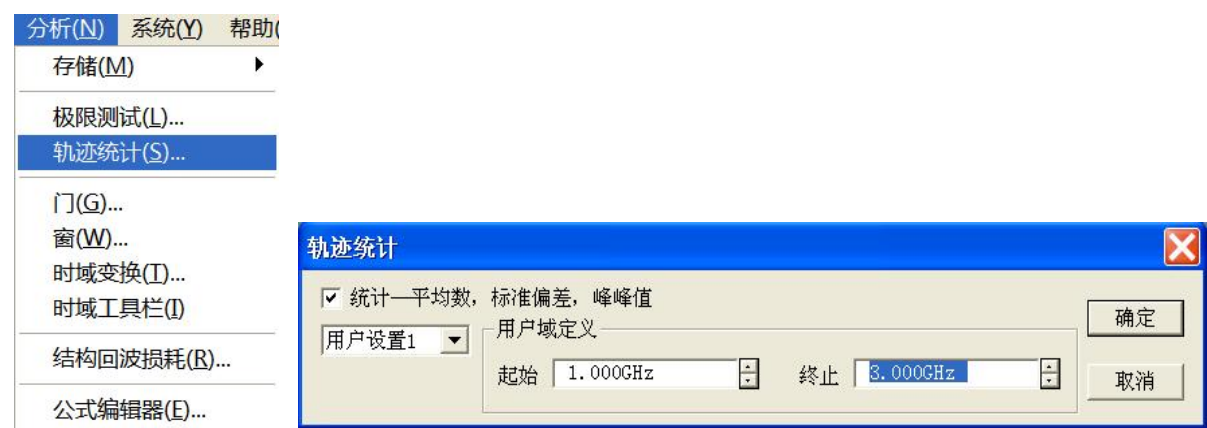 分析(N) 系统(Y) 帮助(
存储(M)
极限测试(L)...
轨迹统计(S)...
门(G)...
窗(W)...
时域变换(T)...
时域工具栏(I)
结构回波损耗(R)...
公式编辑器(E)...
轨迹统计
统计—平均数，标准偏差，峰峰值
用户设置1
用户域定义
起始 1.000GHz 终止 3.000GHz
确定
取消